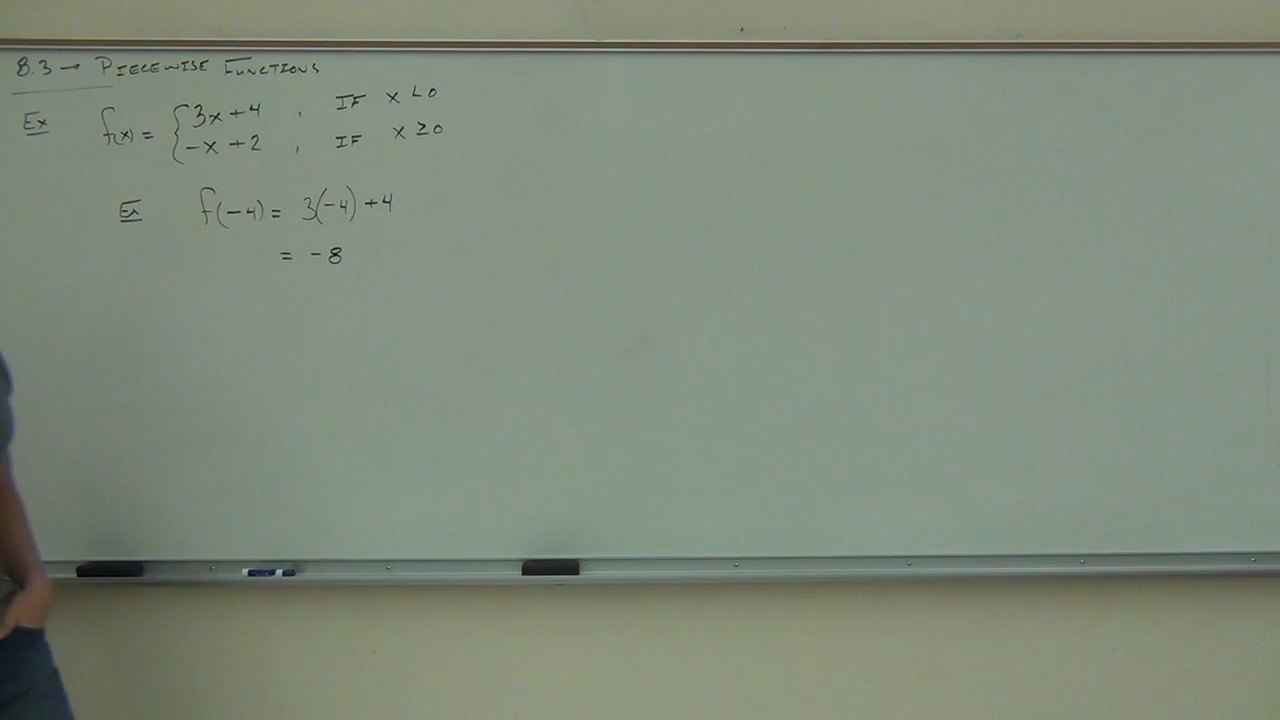 8.3 → PIECEWISE FUNCTIONS
Ex f(x) = { 3x + 4 , IF x < 0
-x + 2 , IF x ≥ 0
Ex f(-4) = 3(-4) + 4
= -8